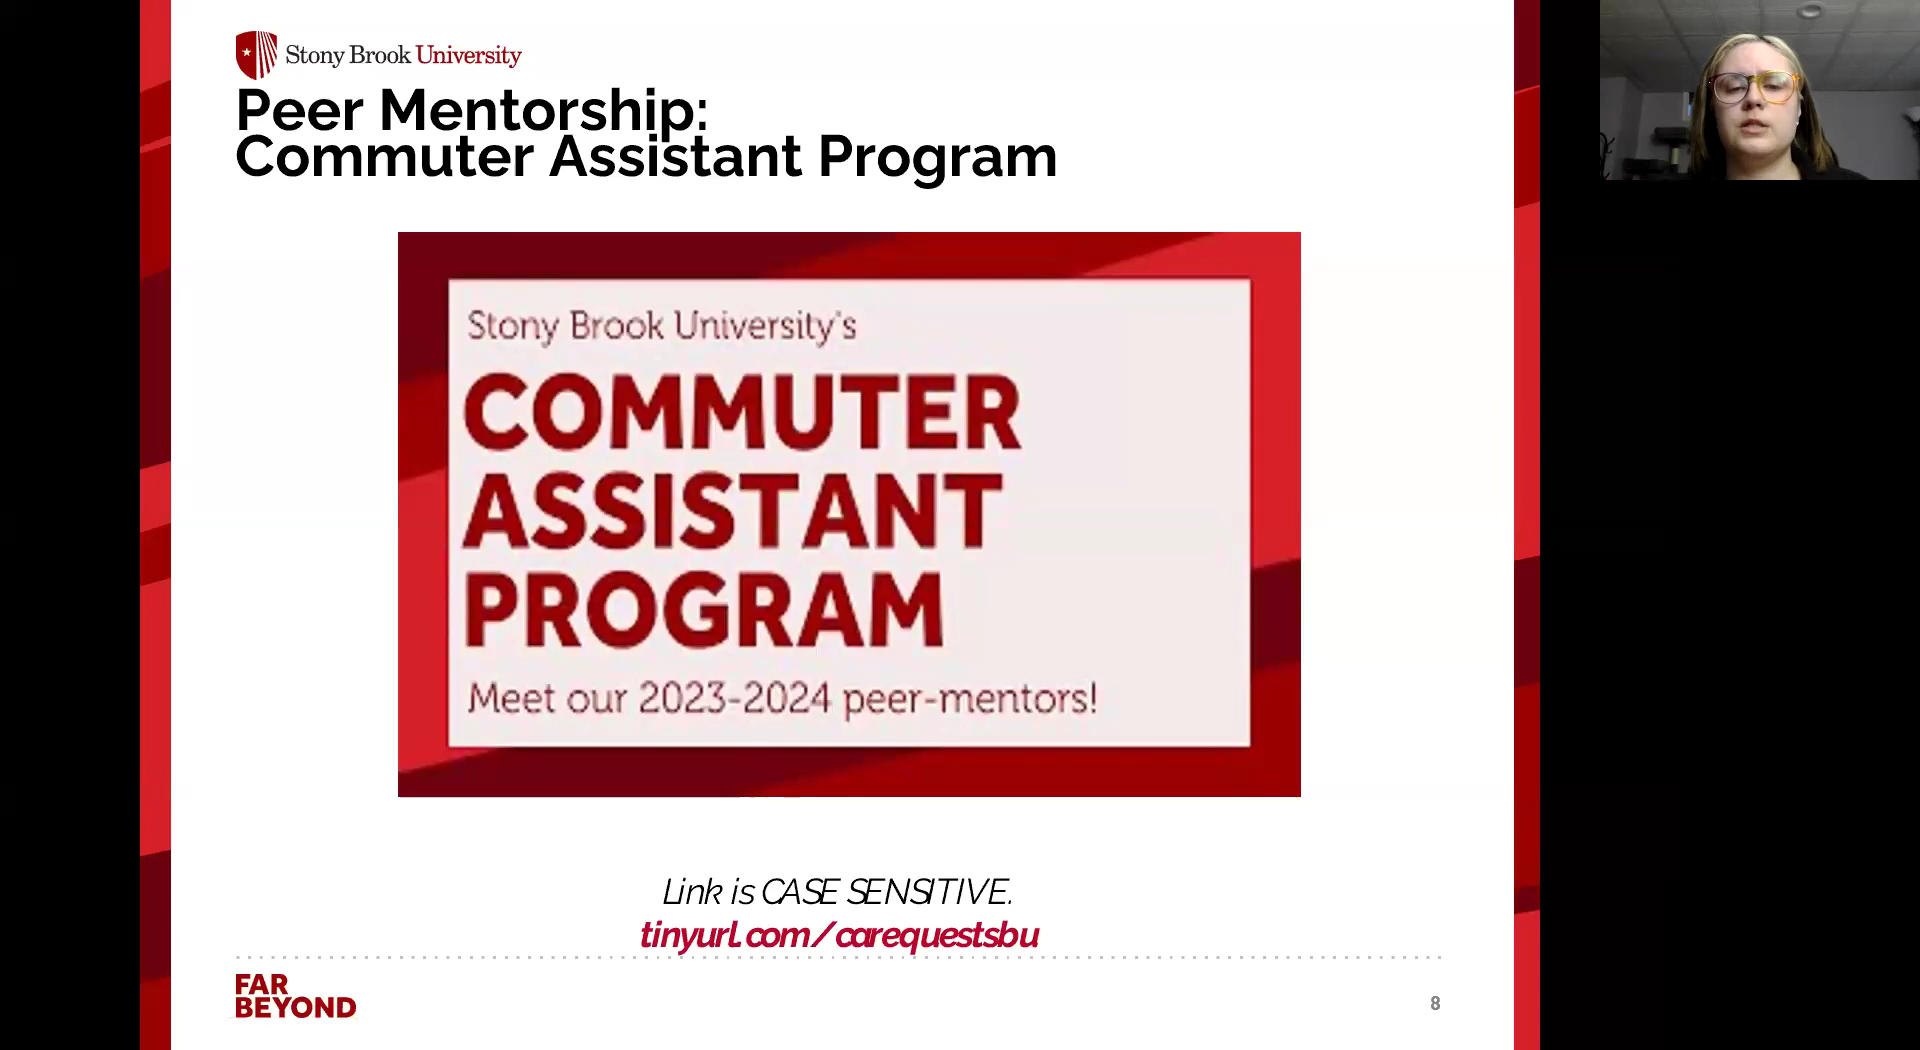 Stony Brook University
Peer Mentorship:
Commuter Assistant Program
Stony Brook University's
COMMUTER
ASSISTANT
PROGRAM
Meet our 2023-2024 peer-mentors!
Link is CASE SENSITIVE.
tinyurl.com/carequestsbu
FAR
BEYOND
8